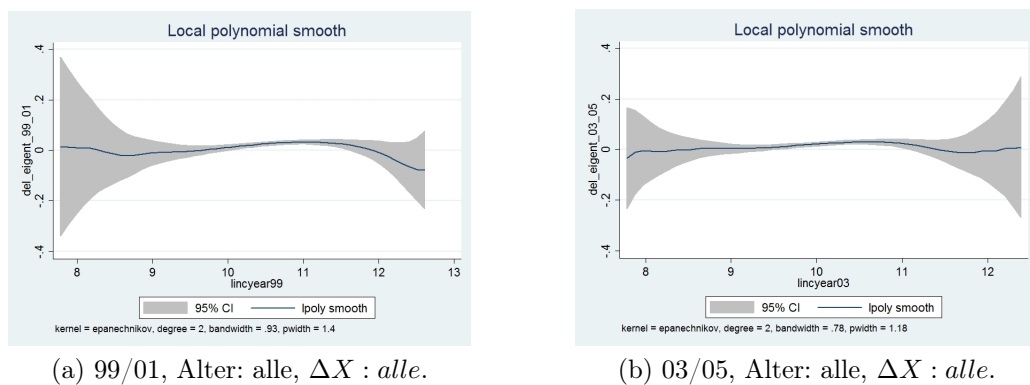 Local polynomial smooth
.4
.2
0
-.2
-.4
del_eigent_99_01
8 9 10 11 12 13
lincyear99
95% CI lpoly smooth
kernel = epanechnikov, degree = 2, bandwidth = .93, pwidth = 1.4
(a) 99/01, Alter: alle, ΔX : alle.
Local polynomial smooth
.4
.2
0
-.2
-.4
del_eigent_03_05
8 9 10 11 12
lincyear03
95% CI lpoly smooth
kernel = epanechnikov, degree = 2, bandwidth = .78, pwidth = 1.18
(b) 03/05, Alter: alle, ΔX : alle.